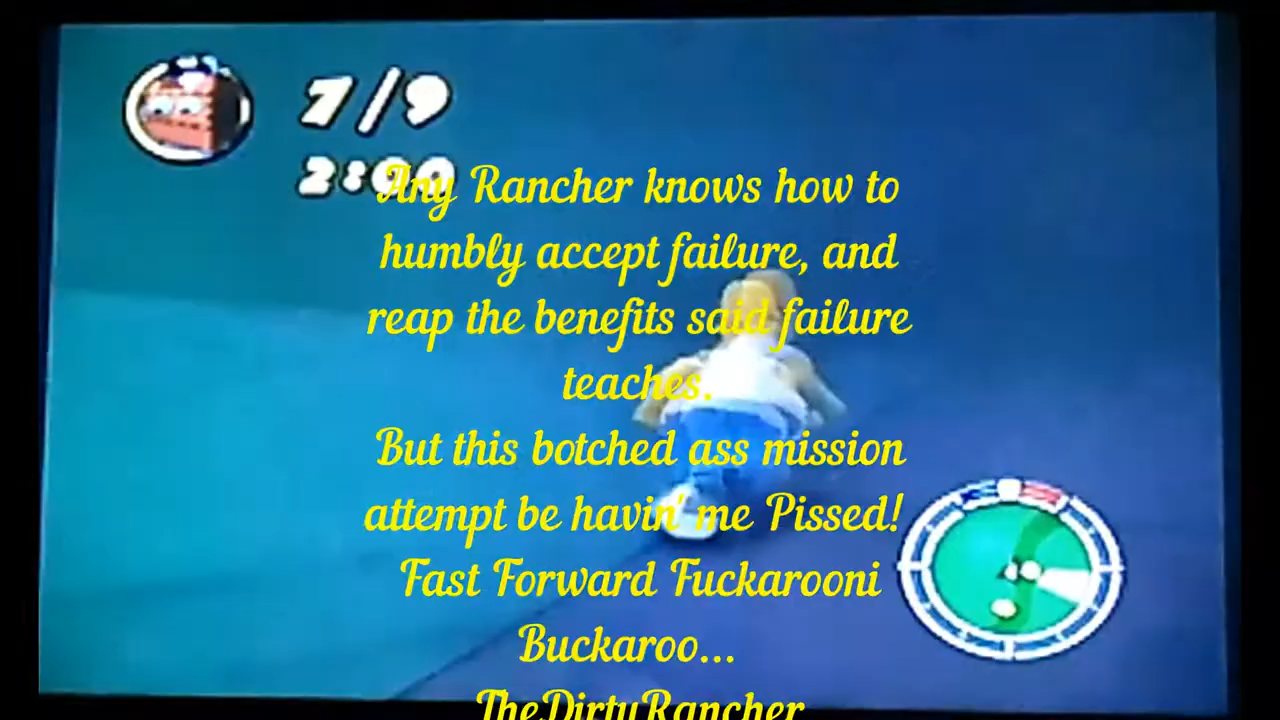 7/9
2:00
Any Rancher knows how to
humbly accept failure, and
reap the benefits said failure
teaches.
But this botched ass mission
attempt be havin' me Pissed!
Fast Forward Fuckarooni
Buckaroo...
TheDirtyRancher